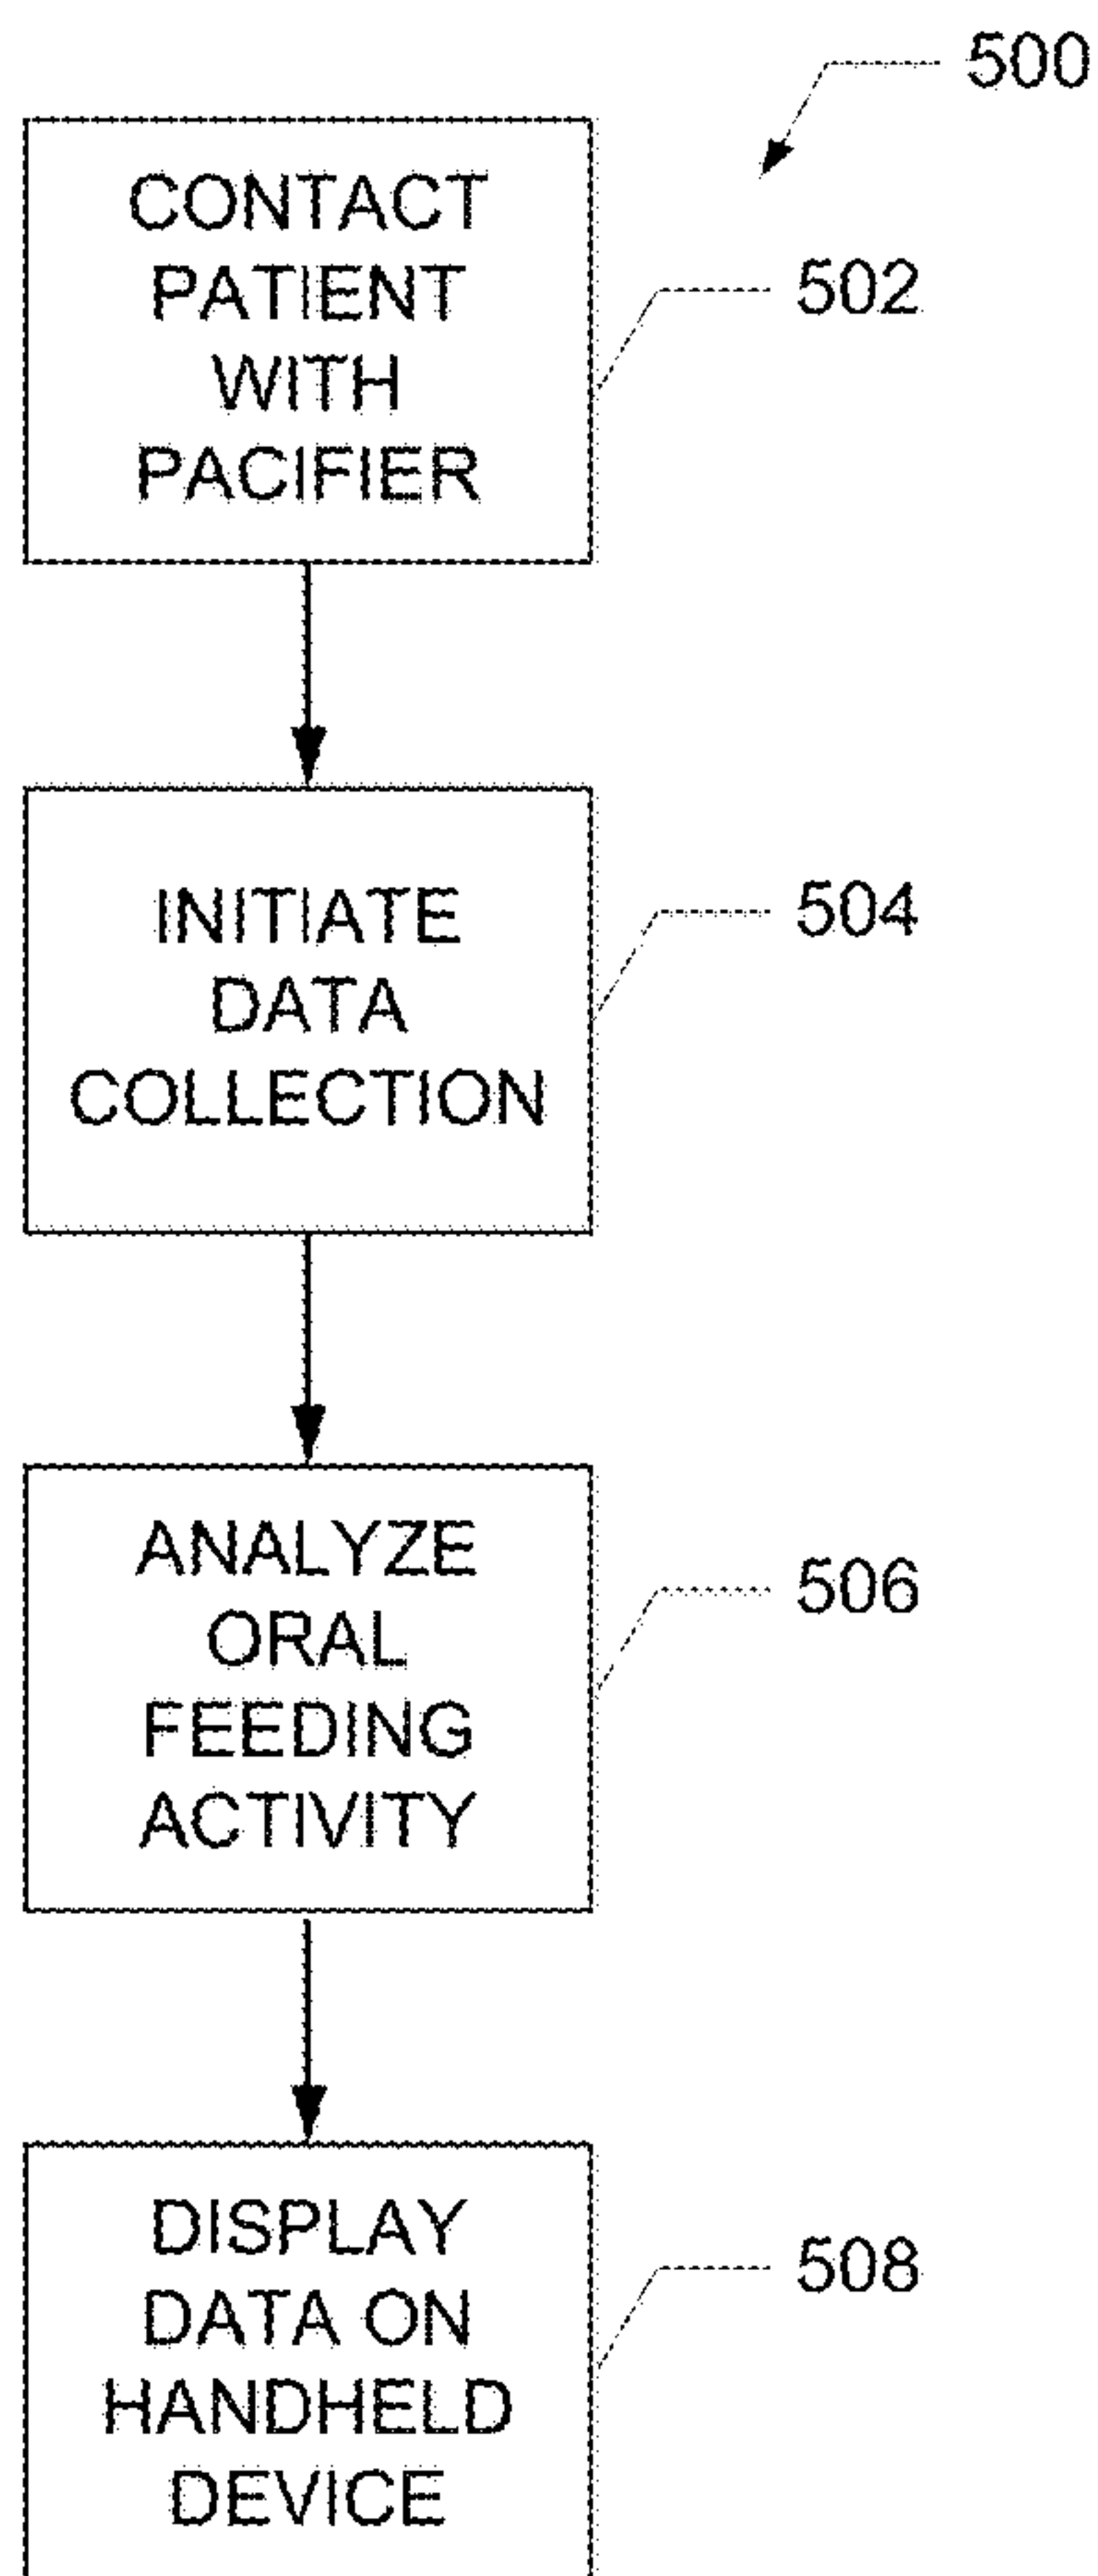 500
CONTACT
PATIENT
WITH
PACIFIER
502
INITIATE
DATA
COLLECTION
504
ANALYZE
ORAL
FEEDING
ACTIVITY
506
DISPLAY
DATA ON
HANDHELD
DEVICE
508